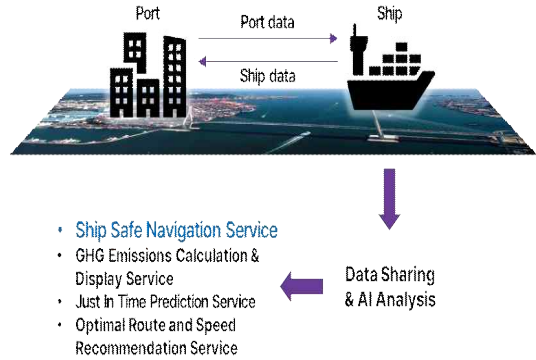 Port
Ship
Port data
Ship data
• Ship Safe Navigation Service
• GHG Emissions Calculation &
Display Service
• Just In Time Prediction Service
• Optimal Route and Speed
Recommendation Service
Data Sharing
& AI Analysis